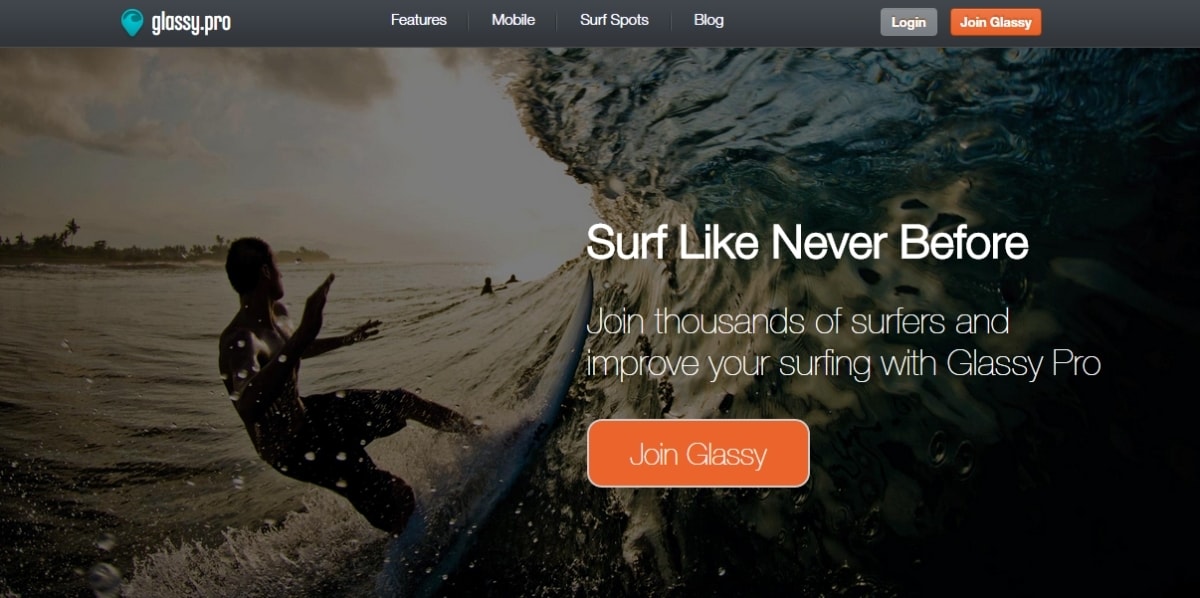 glassy.pro
Features
Mobile
Surf Spots
Blog
Login
Join Glassy
Surf Like Never Before
Join thousands of surfers and
improve your surfing with Glassy Pro
Join Glassy